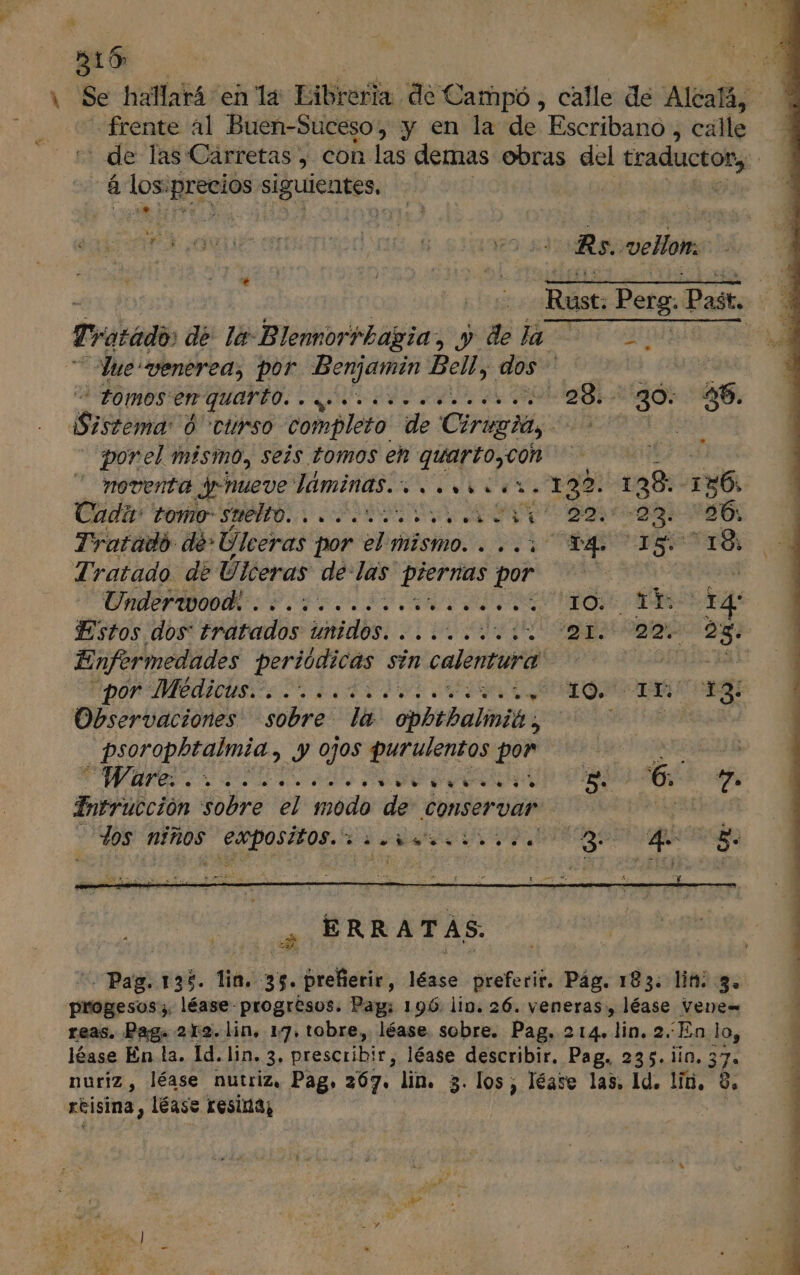 316
Se hallará en la Libreria de Campo, calle de Alcalá,
frente al Buen-Suceso, y en la de Escribano, calle
de las Carretas, con las demas obras del traductor,
á los precios siguientes.
Rs. vellon.
Rust. Perg. Past.
Tratado de la Blennorrhagia, y de la
lue venerea, por Benjamin Bell, dos
tomos en quarto. . . . . . . . . . . . . . . 28. 30. 36.
Sistema ó curso completo de Cirugía,
por el mismo, seis tomos en quarto, con
noventa y nueve láminas. . . . . . . . 132. 138. 156.
Cada tomo suelto. . . . . . . . . . . . . . 22. 23. 26.
Tratado de Úlceras por el mismo. . . . . 14. 15. 18.
Tratado de Úlceras de las piernas por
Underwood. . . . . . . . . . . . . . . . . . 10. 11. 14.
Estos dos tratados unidos. . . . . . . . . 21. 22. 25.
Enfermedades periódicas sin calentura
por Médicus. . . . . . . . . . . . . . . . . 10. 11. 13.
Observaciones sobre la ophthalmia,
psorophtalmia, y ojos purulentos por
Ware. . . . . . . . . . . . . . . . . . . . . 5. 6. 7.
Intruccion sobre el modo de conservar
los niños expositos. . . . . . . . . . . . 3. 4. 5.
ERRATAS.
Pag. 135. lin. 35. prefierir, léase preferir. Pág. 183. lin. 3.
progesos, léase progresos. Pag. 196 lin. 26. veneras, léase vene-
reas. Pag. 212. lin. 17. tobre, léase sobre. Pag. 214. lin. 2. En lo,
léase En la. Id. lin. 3. prescribir, léase describir. Pag. 235. lin. 37.
nuriz, léase nutriz. Pag. 267. lin. 3. los, léase las. Id. lin. 8.
reisina, léase resina.